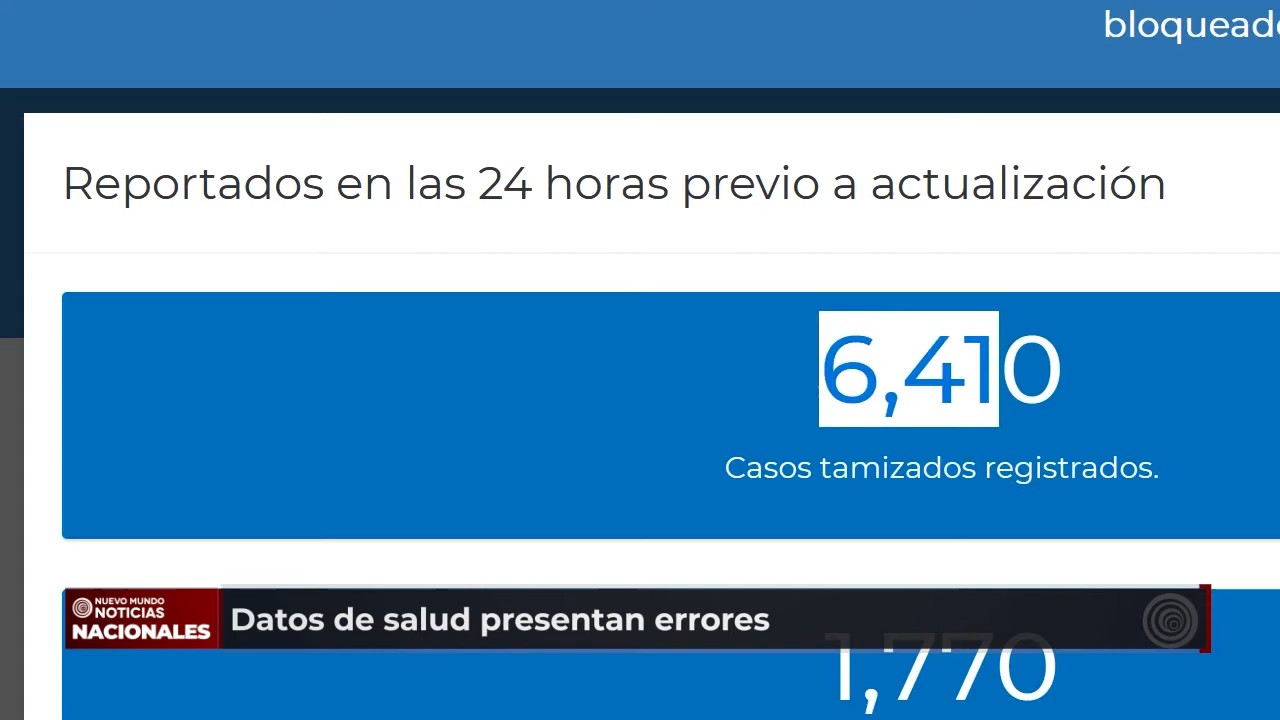 bloqueado
Reportados en las 24 horas previo a actualización
6,410
Casos tamizados registrados.
NUEVO MUNDO
NOTICIAS
NACIONALES
Datos de salud presentan errores
1,770